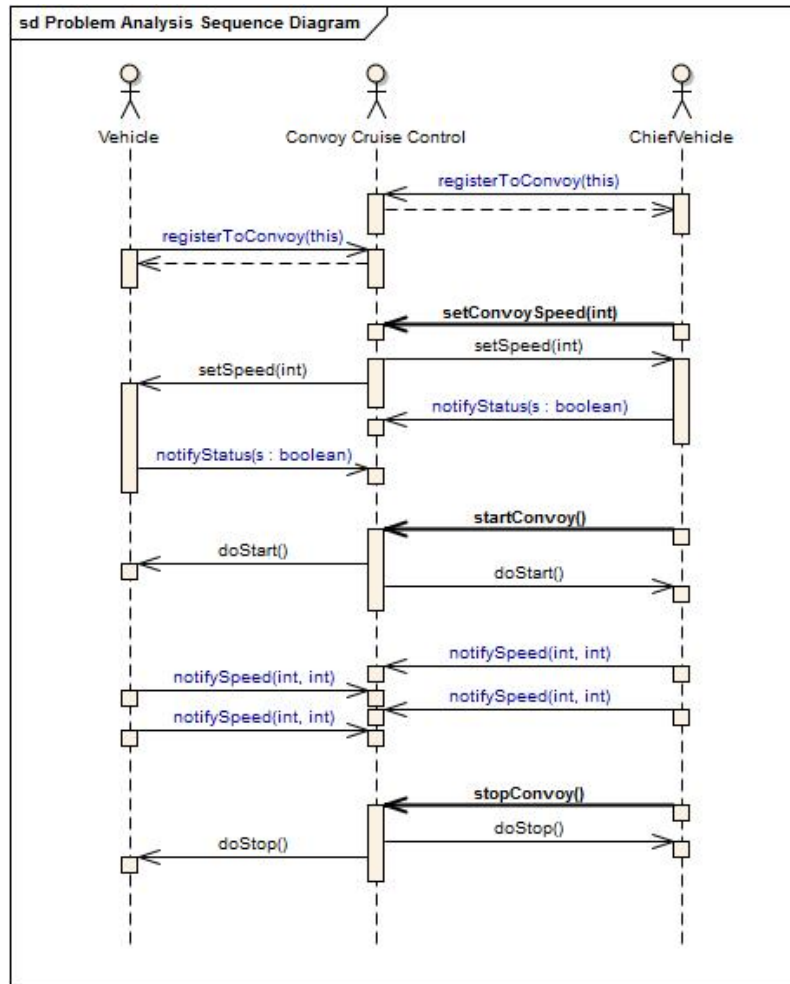 sd Problem Analysis Sequence Diagram
Vehicle
Convoy Cruise Control
ChiefVehicle
registerToConvoy(this)
registerToConvoy(this)
setConvoySpeed(int)
setSpeed(int)
setSpeed(int)
notifyStatus(s : boolean)
notifyStatus(s : boolean)
startConvoy()
doStart()
doStart()
notifySpeed(int, int)
notifySpeed(int, int)
notifySpeed(int, int)
notifySpeed(int, int)
stopConvoy()
doStop()
doStop()